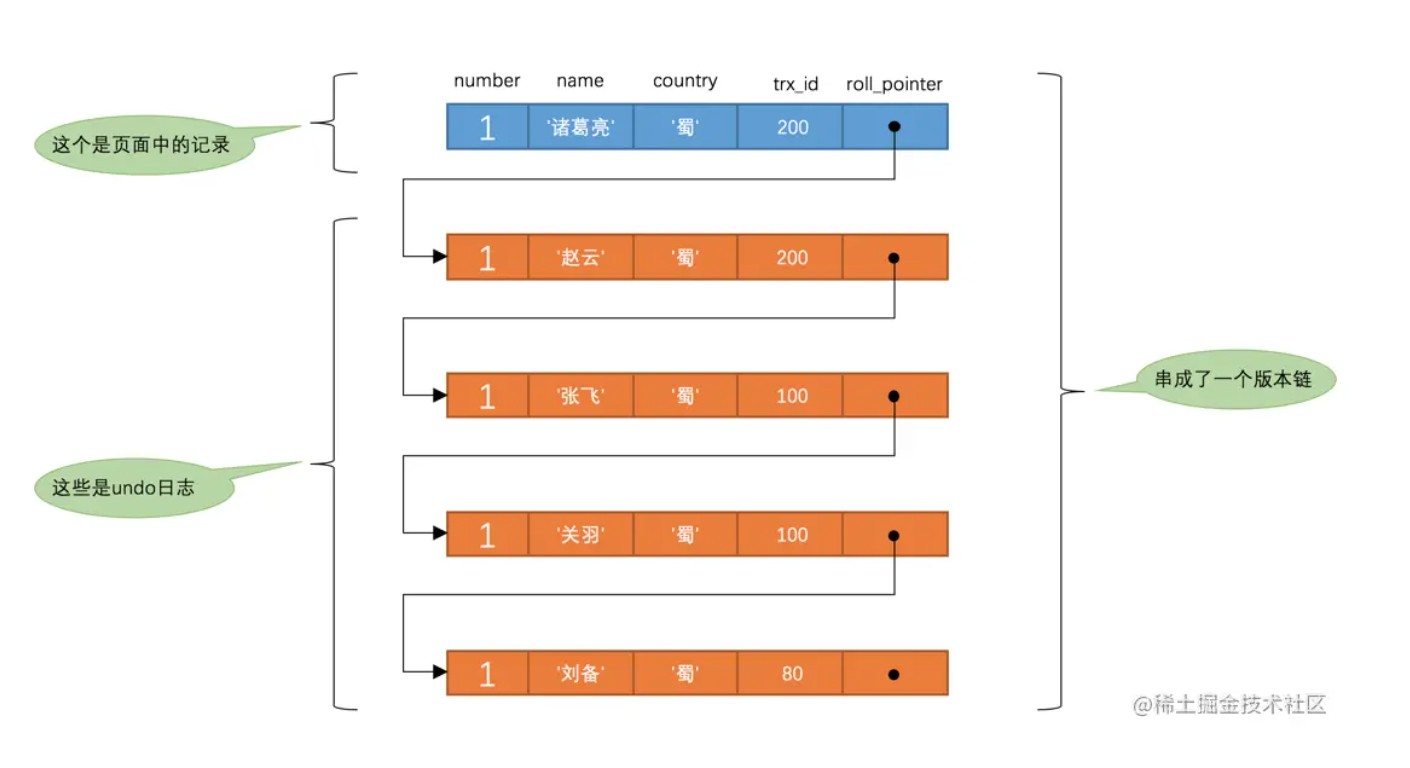 number name country trx_id roll_pointer
1 '诸葛亮' '蜀' 200
这个是页面中的记录
1 '赵云' '蜀' 200
1 '张飞' '蜀' 100
串成了一个版本链
这些是undo日志
1 '关羽' '蜀' 100
1 '刘备' '蜀' 80
@稀土掘金技术社区